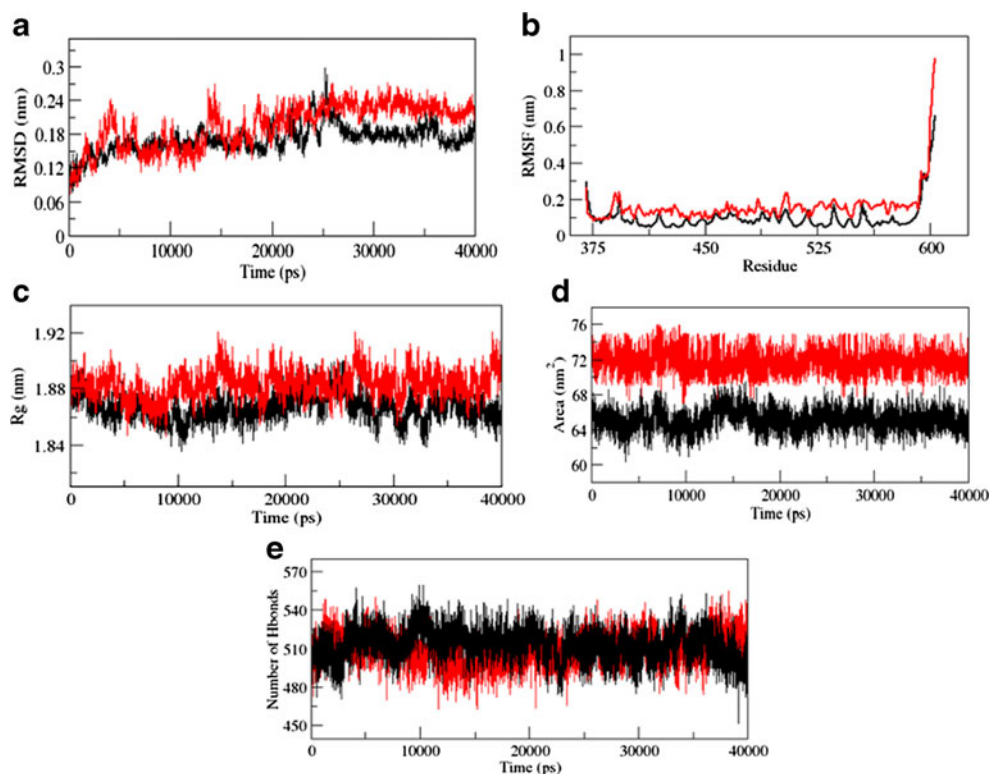 a
RMSD (nm)
0.3
0.24
0.18
0.12
0.06
0
0 10000 20000 30000 40000
Time (ps)
b
RMSF (nm)
1
0.8
0.6
0.4
0.2
0
375 450 525 600
Residue
c
Rg (nm)
1.92
1.88
1.84
0 10000 20000 30000 40000
Time (ps)
d
Area (nm²)
76
72
68
64
60
0 10000 20000 30000 40000
Time (ps)
e
Number of Hbonds
570
540
510
480
450
0 10000 20000 30000 40000
Time (ps)